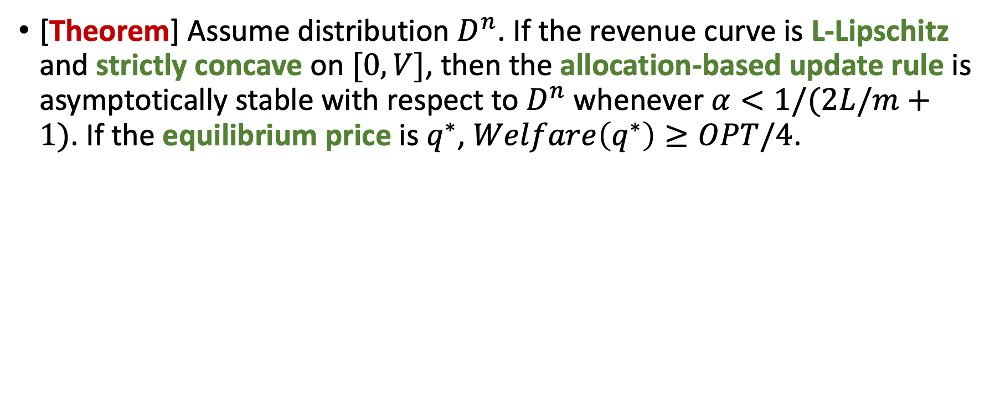 • [Theorem] Assume distribution 𝐷ⁿ. If the revenue curve is L-Lipschitz
and strictly concave on [0, 𝑉], then the allocation-based update rule is
asymptotically stable with respect to 𝐷ⁿ whenever 𝛼 < 1/(2𝐿/𝑚 +
1). If the equilibrium price is 𝑞*, 𝑊𝑒𝑙𝑓𝑎𝑟𝑒(𝑞*) ≥ 𝑂𝑃𝑇/4.